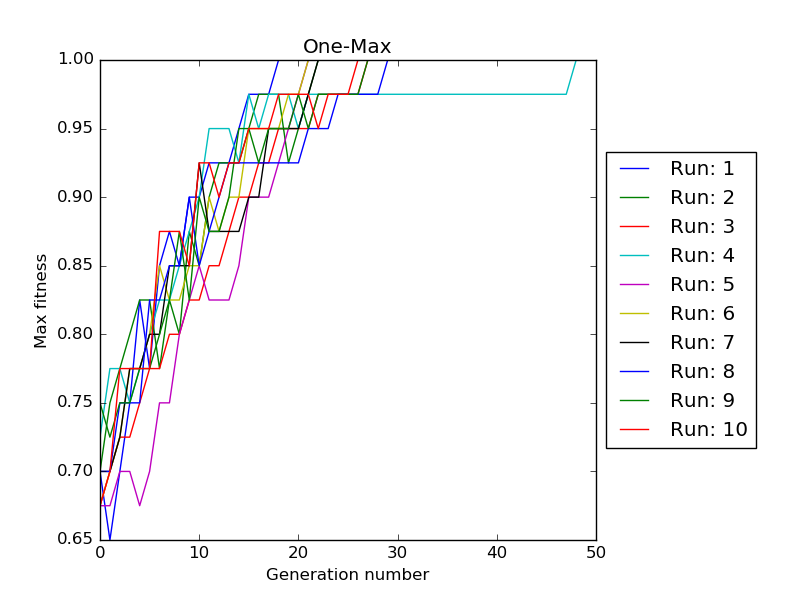 One-Max
1.00
0.95
0.90
0.85
0.80
0.75
0.70
0.65
Max fitness
0 10 20 30 40 50
Generation number
Run: 1
Run: 2
Run: 3
Run: 4
Run: 5
Run: 6
Run: 7
Run: 8
Run: 9
Run: 10